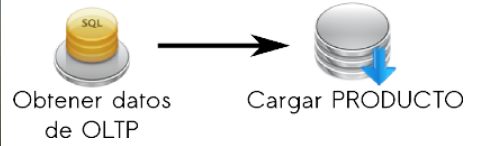 SQL
Obtener datos
de OLTP
Cargar PRODUCTO